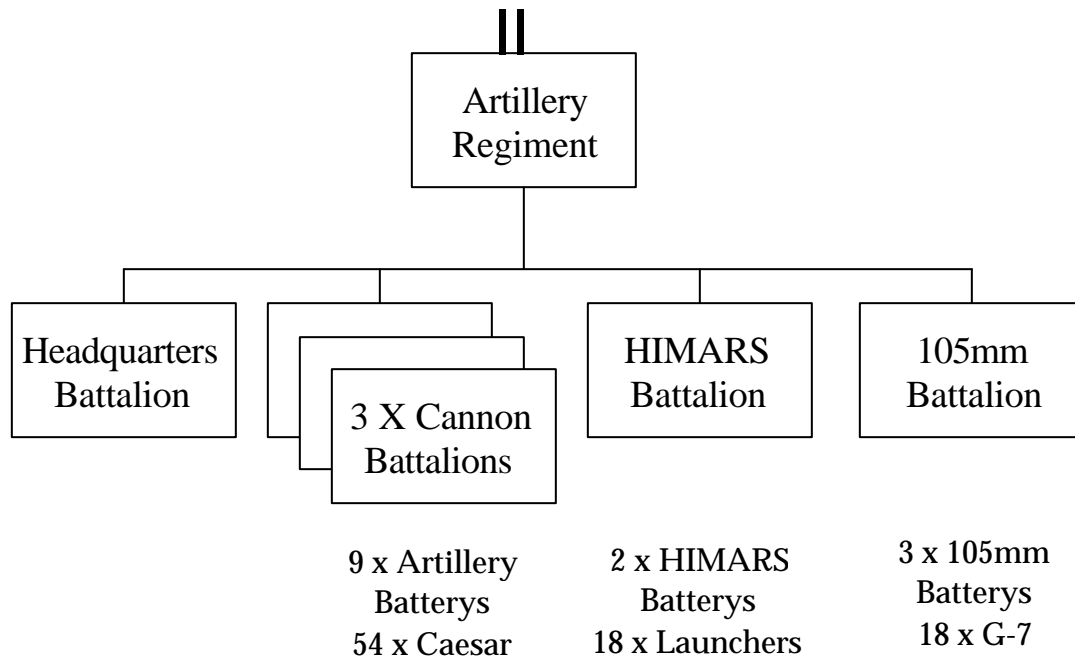 Artillery
Regiment
Headquarters
Battalion
3 X Cannon
Battalions
HIMARS
Battalion
105mm
Battalion
9 x Artillery
Batterys
54 x Caesar
2 x HIMARS
Batterys
18 x Launchers
3 x 105mm
Batterys
18 x G-7